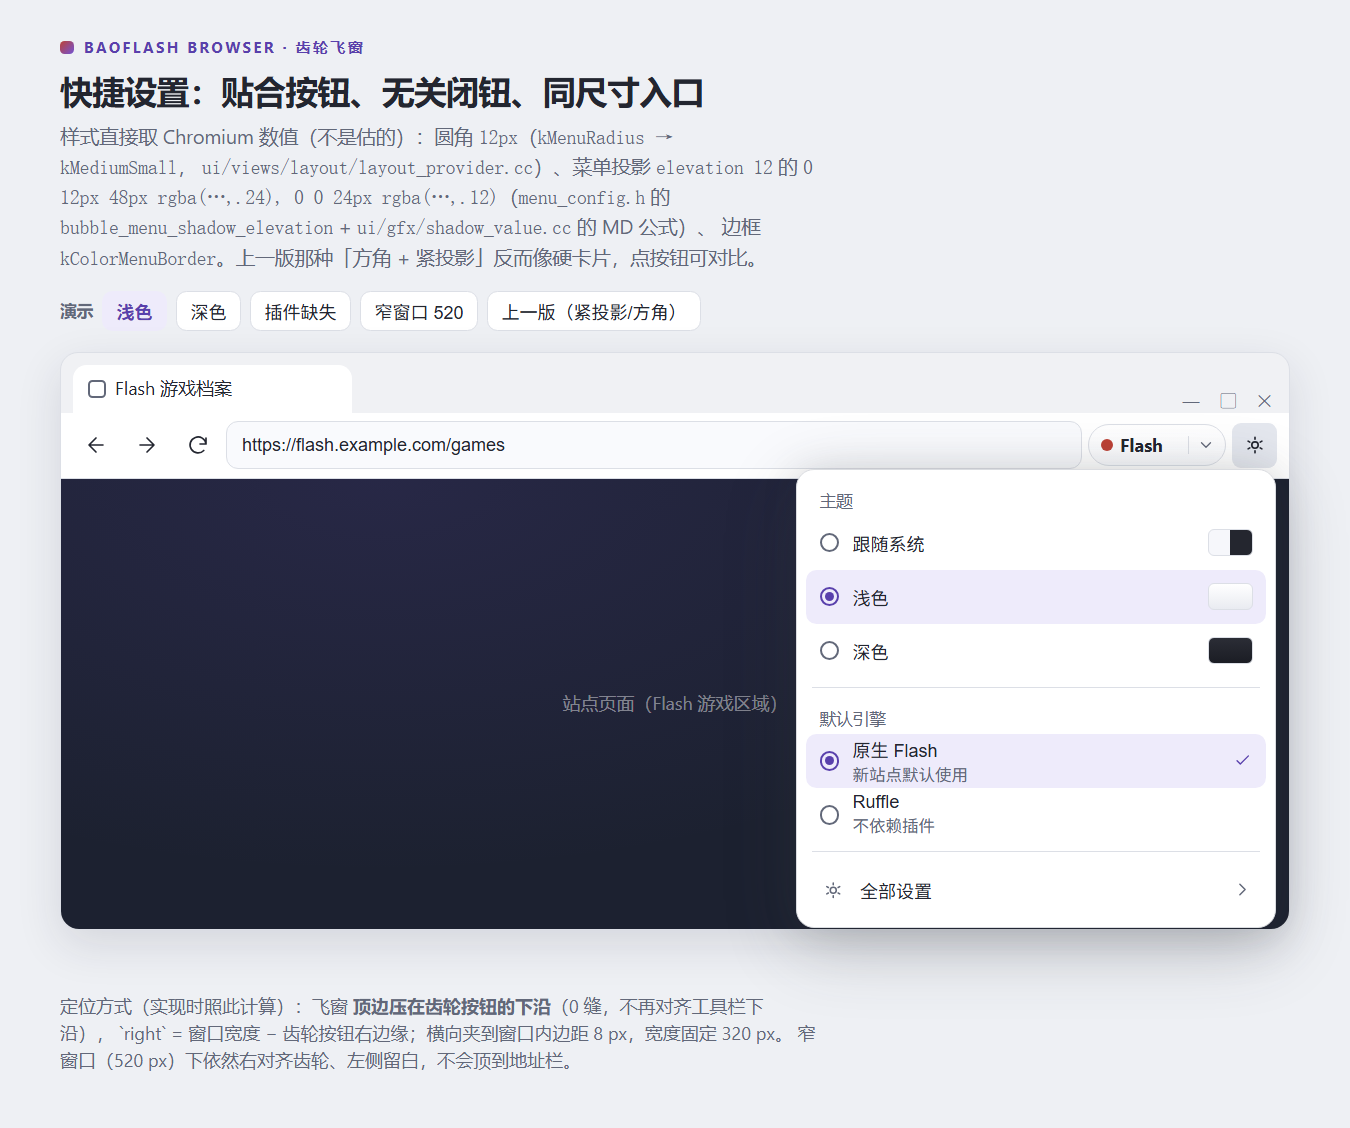 BAOFLASH BROWSER · 齿轮飞窗
快捷设置：贴合按钮、无关闭钮、同尺寸入口
样式直接取 Chromium 数值（不是估的）：圆角 12px（kMenuRadius →
kMediumSmall， ui/views/layout/layout_provider.cc）、菜单投影 elevation 12 的 0
12px 48px rgba(…,.24), 0 0 24px rgba(…,.12)（menu_config.h 的
bubble_menu_shadow_elevation + ui/gfx/shadow_value.cc 的 MD 公式）、 边框
kColorMenuBorder。上一版那种「方角 + 紧投影」反而像硬卡片，点按钮可对比。
演示 浅色 深色 插件缺失 窄窗口 520 上一版（紧投影/方角）
Flash 游戏档案
https://flash.example.com/games
Flash
主题
跟随系统
浅色
深色
站点页面（Flash 游戏区域）
默认引擎
原生 Flash
新站点默认使用
Ruffle
不依赖插件
全部设置
定位方式（实现时照此计算）：飞窗 顶边压在齿轮按钮的下沿（0 缝，不再对齐工具栏下
沿），`right` = 窗口宽度 − 齿轮按钮右边缘；横向夹到窗口内边距 8 px，宽度固定 320 px。 窄
窗口（520 px）下依然右对齐齿轮、左侧留白，不会顶到地址栏。